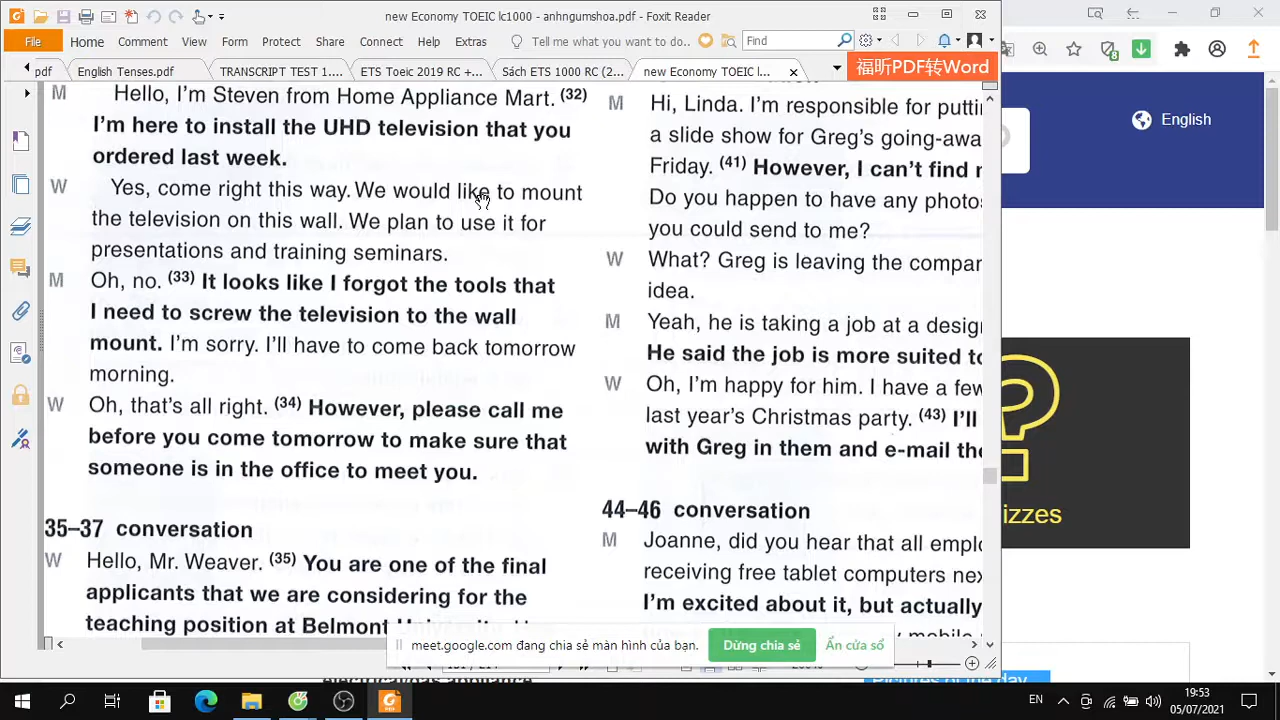 new Economy TOEIC lc1000 - anhngumshoa.pdf - Foxit Reader
File Home Comment View Form Protect Share Connect Help Extras Tell me what you want to do.. Find
pdf English Tenses.pdf TRANSCRIPT TEST 1.... ETS Toeic 2019 RC +... Sách ETS 1000 RC (2... new Economy TOEIC l... 福昕PDF转Word
M Hello, I'm Steven from Home Appliance Mart. (32)
I'm here to install the UHD television that you
ordered last week.
W Yes, come right this way. We would like to mount
the television on this wall. We plan to use it for
presentations and training seminars.
M Oh, no. (33) It looks like I forgot the tools that
I need to screw the television to the wall
mount. I'm sorry. I'll have to come back tomorrow
morning.
W Oh, that's all right. (34) However, please call me
before you come tomorrow to make sure that
someone is in the office to meet you.
35–37 conversation
W Hello, Mr. Weaver. (35) You are one of the final
applicants that we are considering for the
teaching position at Belmont
M Hi, Linda. I'm responsible for putti
a slide show for Greg's going-awa
Friday. (41) However, I can't find
Do you happen to have any photos
you could send to me?
W What? Greg is leaving the compan
idea.
M Yeah, he is taking a job at a design
He said the job is more suited to
W Oh, I'm happy for him. I have a few
last year's Christmas party. (43) I'll
with Greg in them and e-mail the
44–46 conversation
M Joanne, did you hear that all emplo
receiving free tablet computers nex
I'm excited about it, but actually
mobile
English
izzes
meet.google.com đang chia sẻ màn hình của bạn. Dừng chia sẻ Ẩn cửa sổ
electrical/gas appliance
Pictures of the day
EN 19:53
05/07/2021